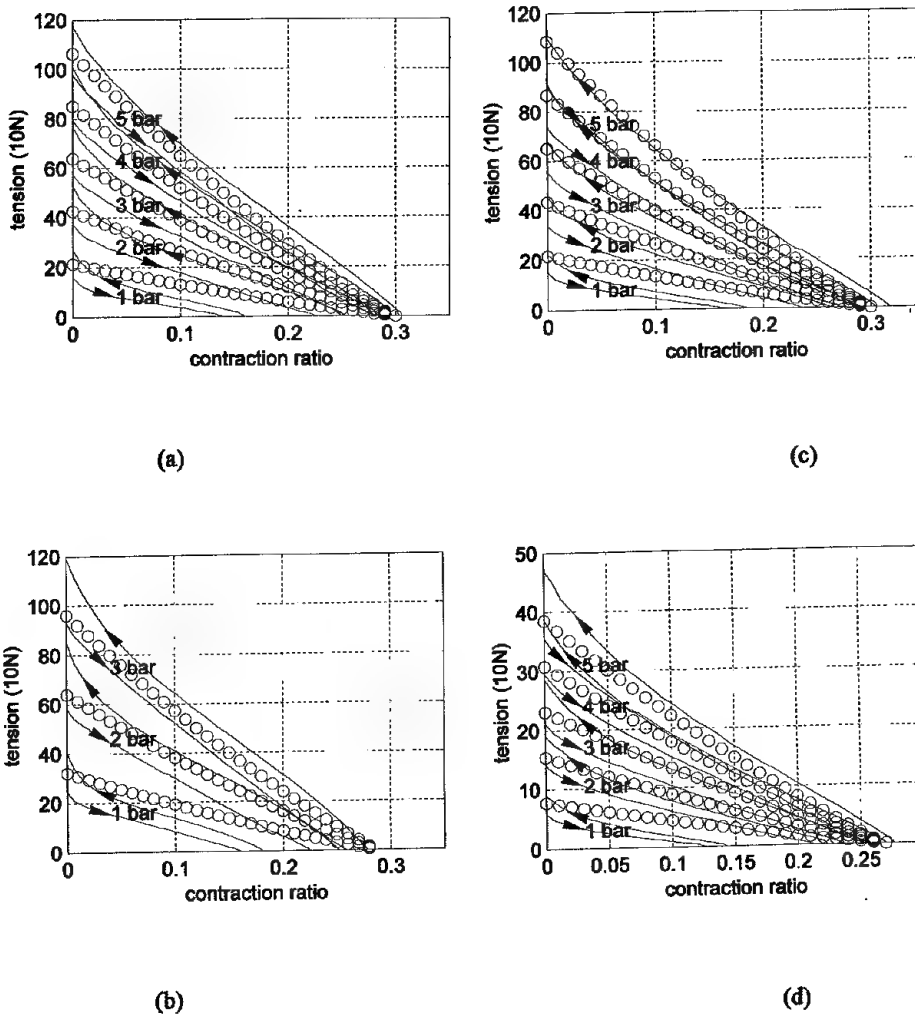 120
100
80
60
40
20
0
tension (10N)
5 bar
4 bar
3 bar
2 bar
1 bar
0 0.1 0.2 0.3
contraction ratio
(a)
120
100
80
60
40
20
0
tension (10N)
5 bar
4 bar
3 bar
2 bar
1 bar
0 0.1 0.2 0.3
contraction ratio
(c)
120
100
80
60
40
20
0
tension (10N)
3 bar
2 bar
1 bar
0 0.1 0.2 0.3
contraction ratio
(b)
50
40
30
20
10
0
tension (10N)
5 bar
4 bar
3 bar
2 bar
1 bar
0 0.05 0.1 0.15 0.2 0.25
contraction ratio
(d)